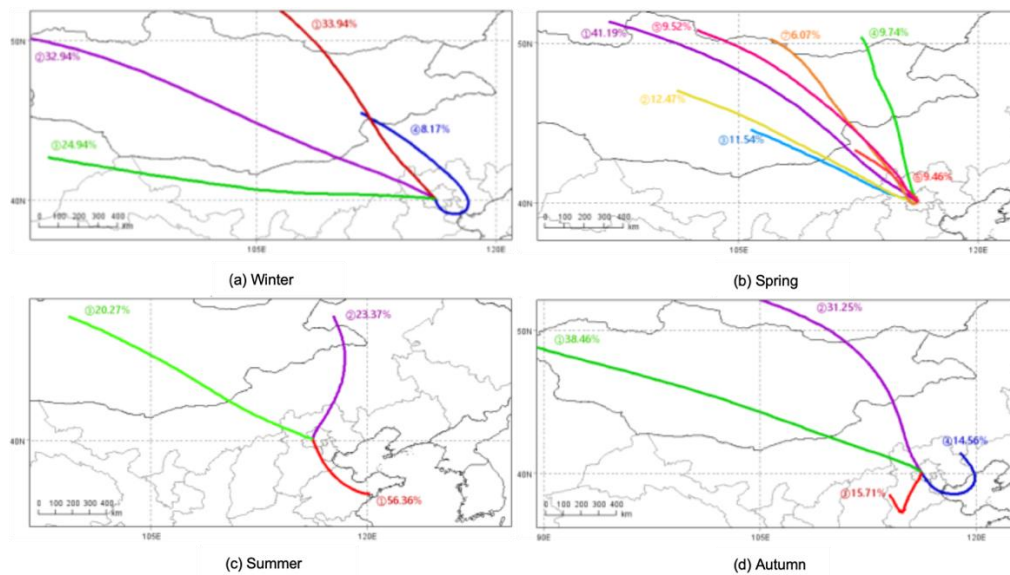 ①33.94%
50N
②32.94%
④8.17%
③24.94%
40N
0 100 200 300 400
km
105E
120E
(a) Winter
①41.19%
⑤9.52%
⑦6.07%
④9.74%
50N
②12.47%
③11.54%
⑥9.46%
40N
0 100 200 300 400
km
105E
120E
(b) Spring
③20.27%
②23.37%
40N
①56.36%
0 100 200 300 400
km
105E
120E
(c) Summer
②31.25%
50N
①38.46%
④14.56%
40N
③15.71%
0 100 200 300 400
km
90E
105E
120E
(d) Autumn